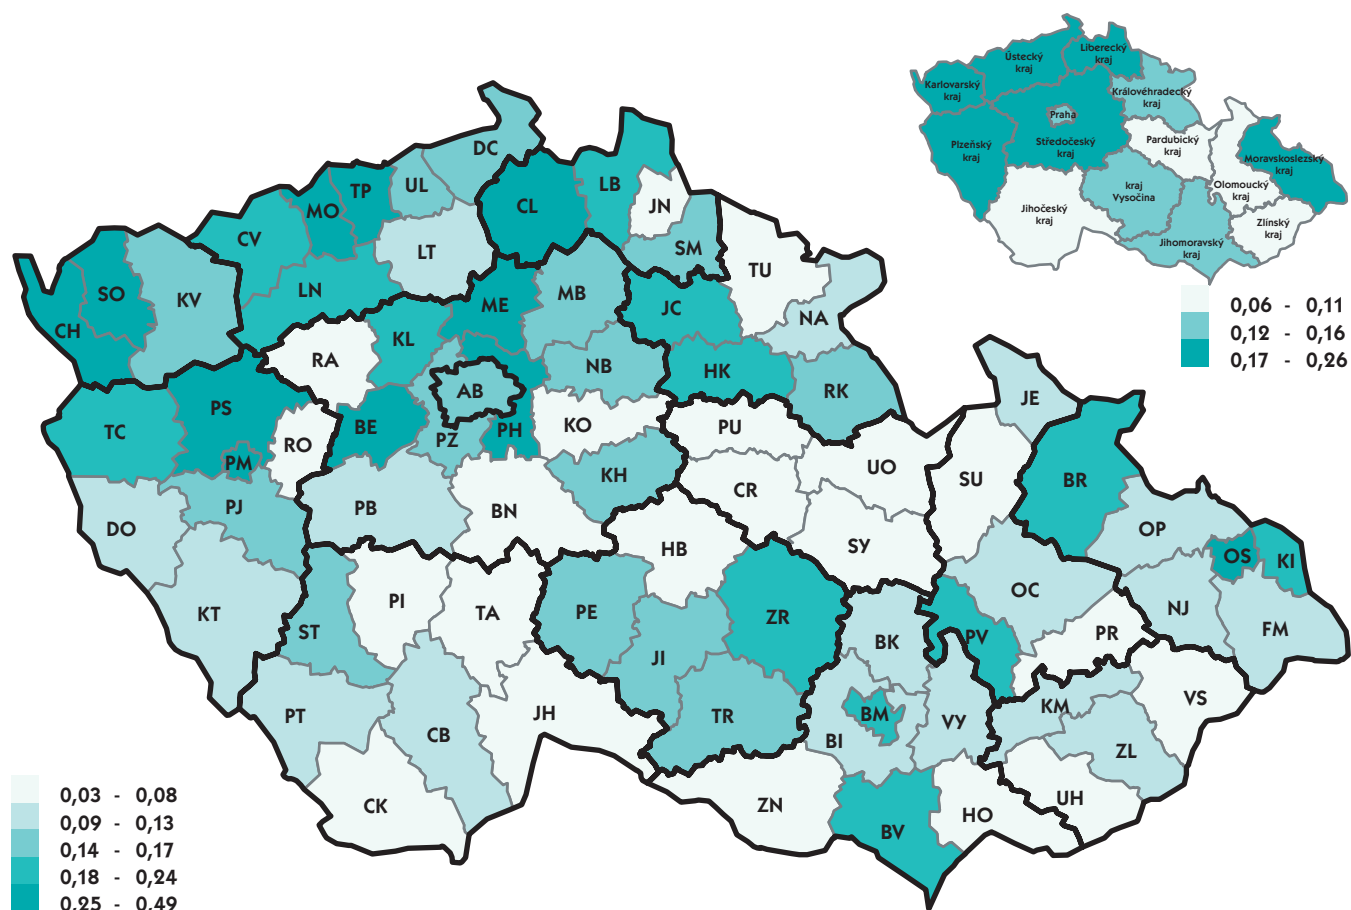 Ústecký
kraj
Liberecký
kraj
Karlovarský
kraj
Královéhradecký
kraj
Praha
Plzeňský
kraj
Středočeský
kraj
Pardubický
kraj
Moravskoslezský
kraj
kraj
Vysočina
Olomoucký
kraj
Jihočeský
kraj
Zlínský
kraj
Jihomoravský
kraj
0,06 - 0,11
0,12 - 0,16
0,17 - 0,26
DC
TP
UL
LB
CL
JN
MO
CV
LT
SM
TU
SO
KV
LN
MB
ME
JC
NA
CH
KL
RA
NB
HK
AB
RK
JE
PS
TC
BE
PH
KO
PU
RO
PZ
UO
PM
KH
CR
SU
BR
PJ
PB
BN
DO
OP
HB
SY
OS
KI
OC
PI
TA
PE
ZR
NJ
KT
ST
FM
BK
PV
PR
JI
VS
PT
JH
TR
BM
KM
CB
VY
BI
ZL
CK
ZN
UH
HO
BV
0,03 - 0,08
0,09 - 0,13
0,14 - 0,17
0,18 - 0,24
0,25 - 0,49